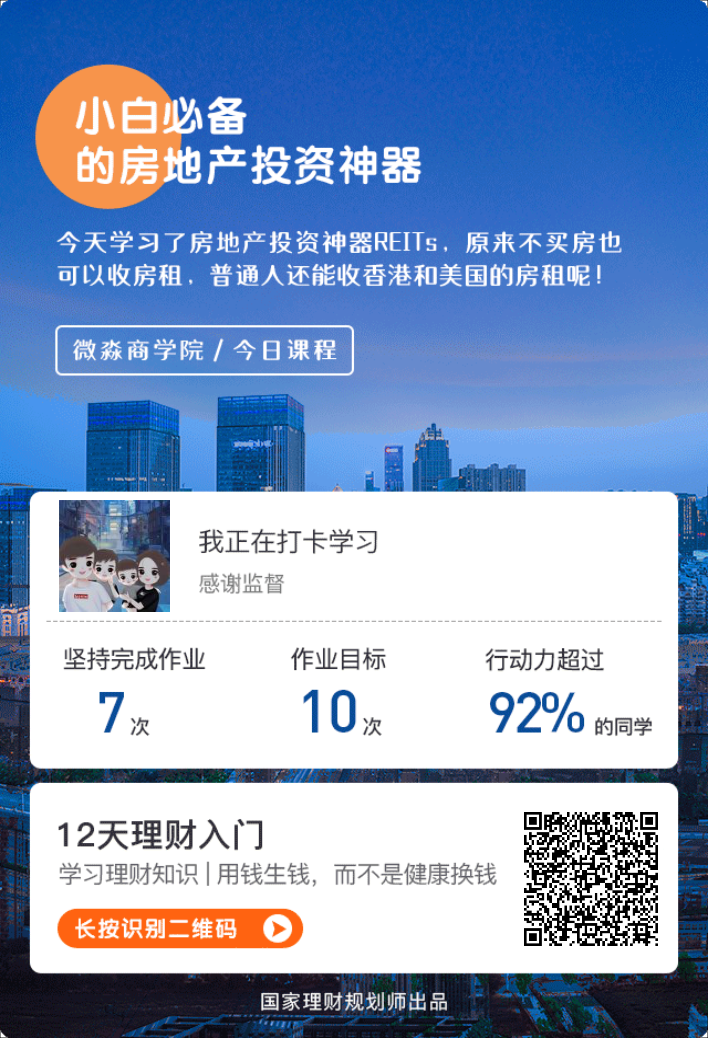 小白必备
的房地产投资神器
今天学习了房地产投资神器REITs，原来不买房也
可以收房租，普通人还能收香港和美国的房租呢！
微淼商学院 / 今日课程
我正在打卡学习
感谢监督
坚持完成作业 作业目标 行动力超过
7次 10次 92%的同学
12天理财入门
学习理财知识 | 用钱生钱，而不是健康换钱
长按识别二维码
国家理财规划师出品